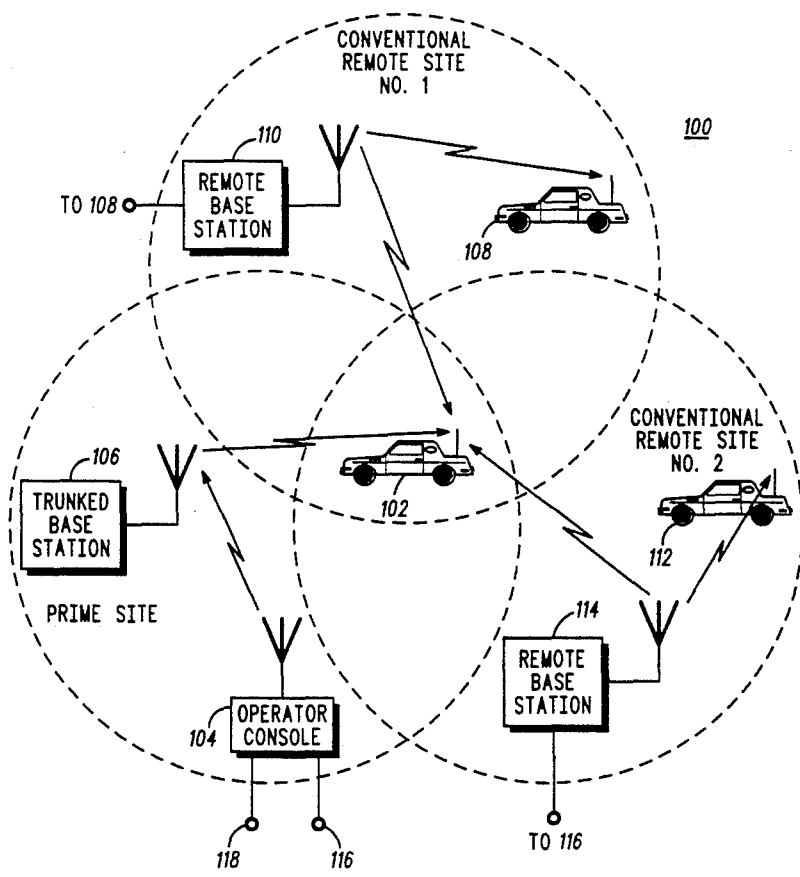 CONVENTIONAL
REMOTE SITE
NO. 1
100
110
REMOTE
BASE
STATION
TO 108
108
106
TRUNKED
BASE
STATION
PRIME SITE
102
CONVENTIONAL
REMOTE SITE
NO. 2
112
114
REMOTE
BASE
STATION
104
OPERATOR
CONSOLE
118
116
TO 116